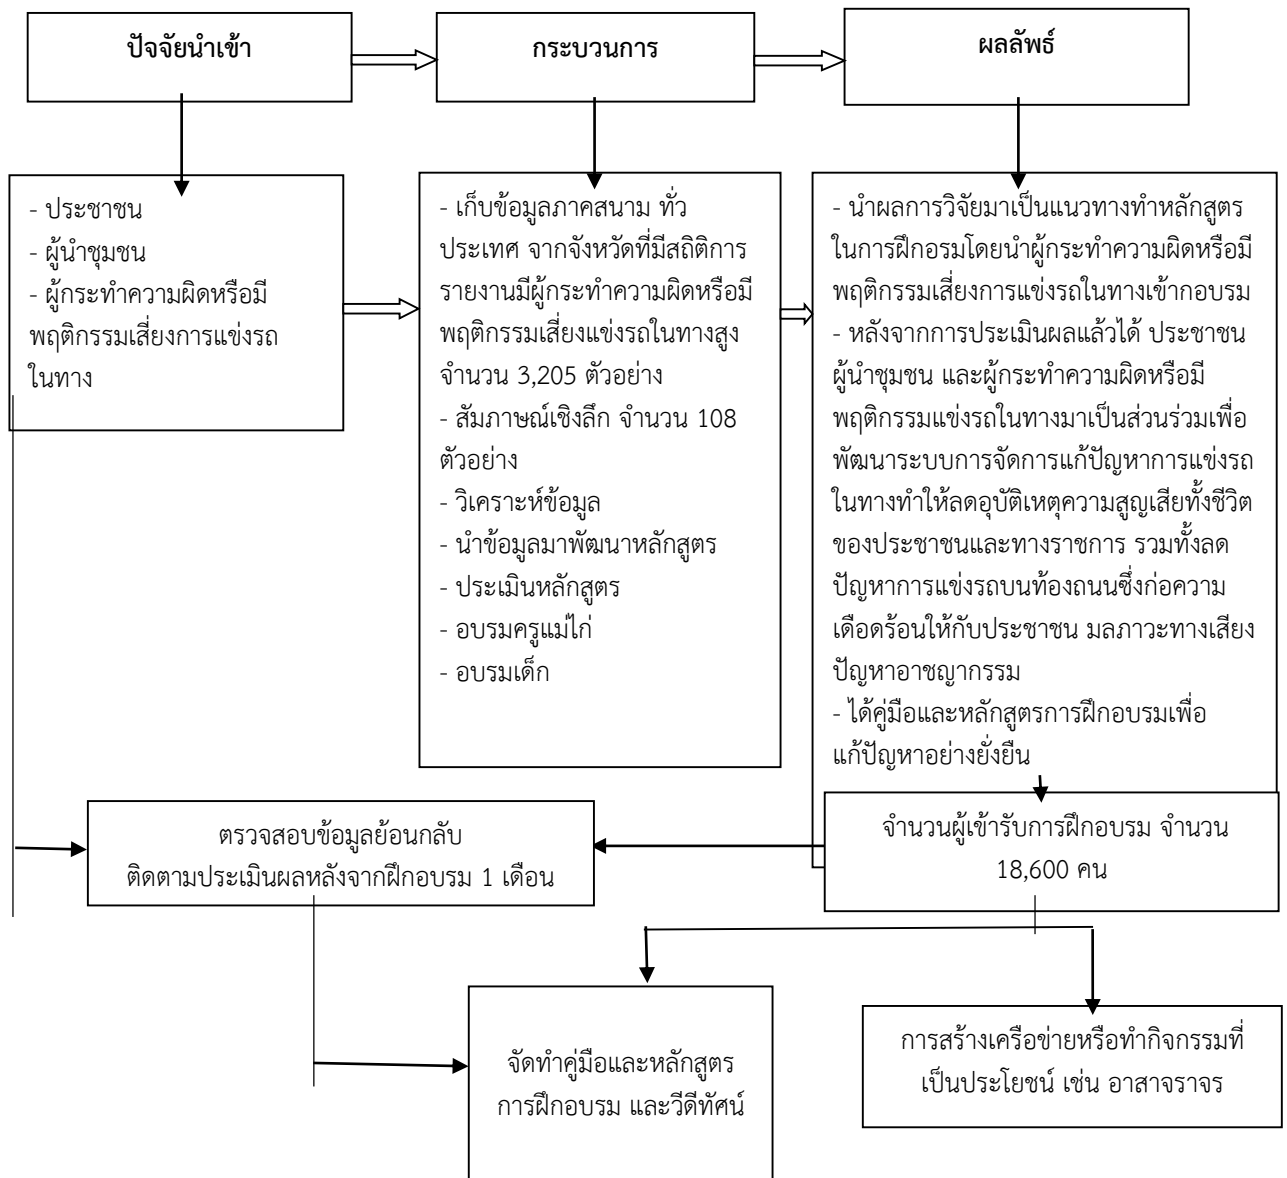 ปัจจัยนำเข้า
กระบวนการ
ผลลัพธ์
- ประชาชน
- ผู้นำชุมชน
- ผู้กระทำความผิดหรือมี
พฤติกรรมเสี่ยงการแข่งรถ
ในทาง
- เก็บข้อมูลภาคสนาม ทั่ว
ประเทศ จากจังหวัดที่มีสถิติการ
รายงานมีผู้กระทำความผิดหรือมี
พฤติกรรมเสี่ยงแข่งรถในทางสูง
จำนวน 3,205 ตัวอย่าง
- สัมภาษณ์เชิงลึก จำนวน 108
ตัวอย่าง
- วิเคราะห์ข้อมูล
- นำข้อมูลมาพัฒนาหลักสูตร
- ประเมินหลักสูตร
- อบรมครูแม่ไก่
- อบรมเด็ก
- นำผลการวิจัยมาเป็นแนวทางทำหลักสูตร
ในการฝึกอรมโดยนำผู้กระทำความผิดหรือมี
พฤติกรรมเสี่ยงการแข่งรถในทางเข้ากอบรม
- หลังจากการประเมินผลแล้วได้ ประชาชน
ผู้นำชุมชน และผู้กระทำความผิดหรือมี
พฤติกรรมแข่งรถในทางมาเป็นส่วนร่วมเพื่อ
พัฒนาระบบการจัดการแก้ปัญหาการแข่งรถ
ในทางทำให้ลดอุบัติเหตุความสูญเสียทั้งชีวิต
ของประชาชนและทางราชการ รวมทั้งลด
ปัญหาการแข่งรถบนท้องถนนซึ่งก่อความ
เดือดร้อนให้กับประชาชน มลภาวะทางเสียง
ปัญหาอาชญากรรม
- ได้คู่มือและหลักสูตรการฝึกอบรมเพื่อ
แก้ปัญหาอย่างยั่งยืน
ตรวจสอบข้อมูลย้อนกลับ
ติดตามประเมินผลหลังจากฝึกอบรม 1 เดือน
จำนวนผู้เข้ารับการฝึกอบรม จำนวน
18,600 คน
จัดทำคู่มือและหลักสูตร
การฝึกอบรม และวีดีทัศน์
การสร้างเครือข่ายหรือทำกิจกรรมที่
เป็นประโยชน์ เช่น อาสาจราจร